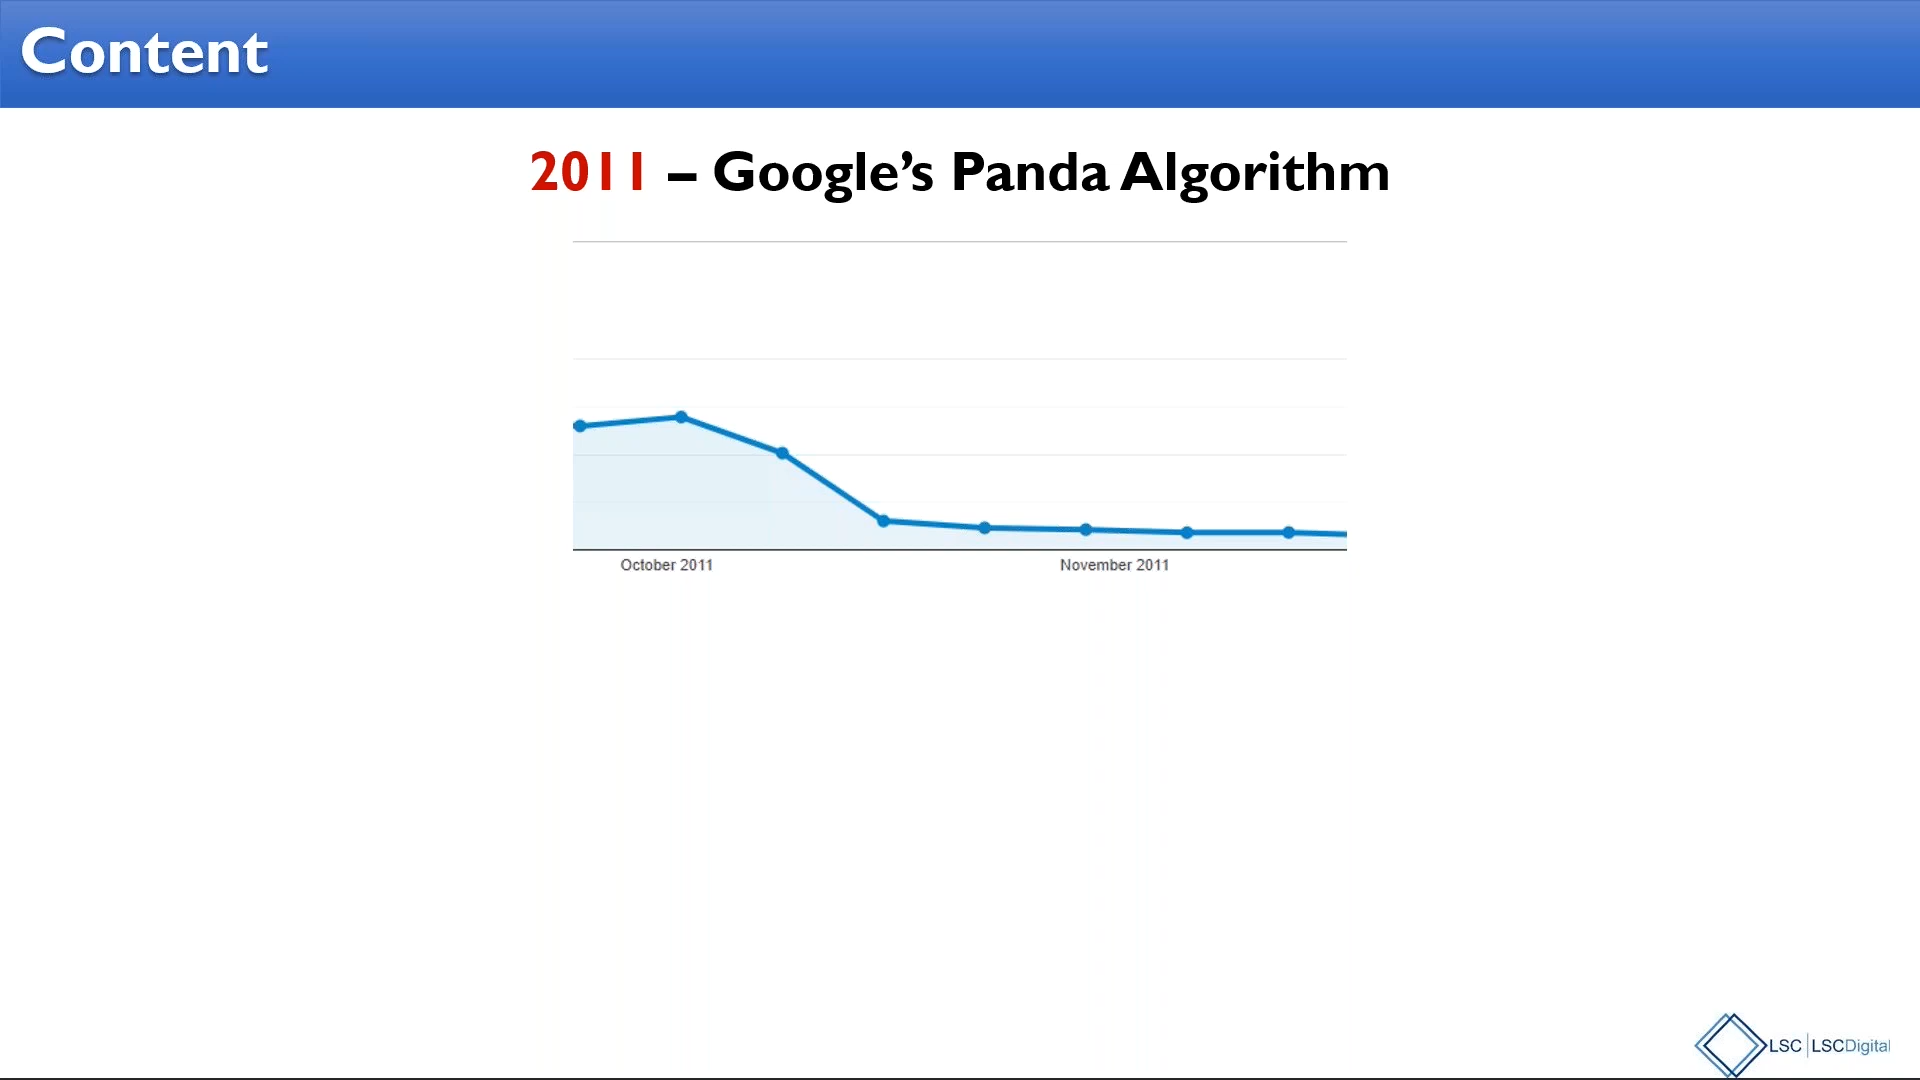 Content
2011 – Google’s Panda Algorithm
October 2011
November 2011
LSC LSCDigital